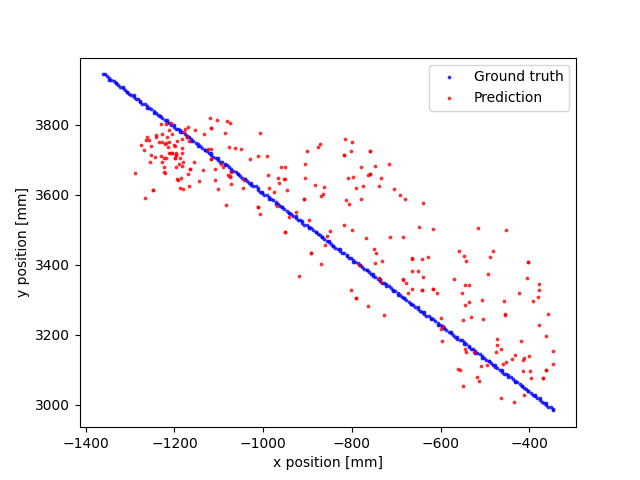 Ground truth
Prediction
3800
3600
3400
3200
3000
y position [mm]
−1400 −1200 −1000 −800 −600 −400
x position [mm]